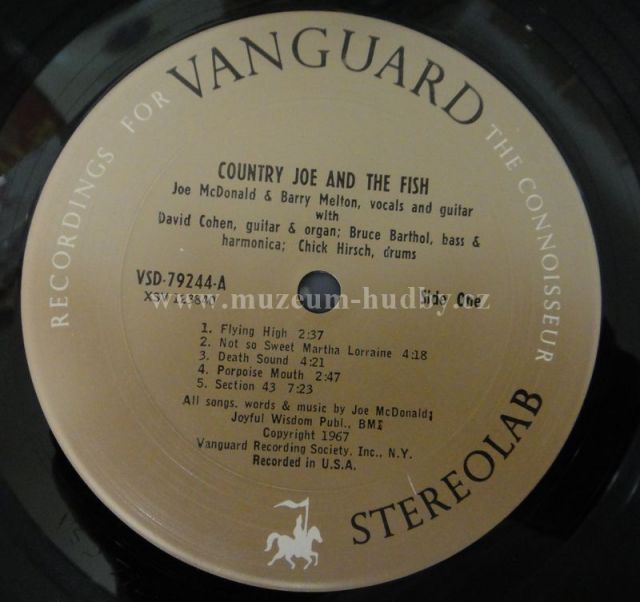 RECORDINGS FOR VANGUARD THE CONNOISSEUR
COUNTRY JOE AND THE FISH
Joe McDonald & Barry Melton, vocals and guitar
with
David Cohen, guitar & organ; Bruce Barthol, bass &
harmonica; Chick Hirsch, drums
VSD-79244-A
XSV 123840 Side One
www.muzeum-hudby.cz
1. Flying High 2:37
2. Not so Sweet Martha Lorraine 4:18
3. Death Sound 4:21
4. Porpoise Mouth 2:47
5. Section 43 7:23
All songs, words & music by Joe McDonald;
Joyful Wisdom Publ., BMI
Copyright 1967
Vanguard Recording Society, Inc., N.Y.
Recorded in U.S.A.
STEREOLAB